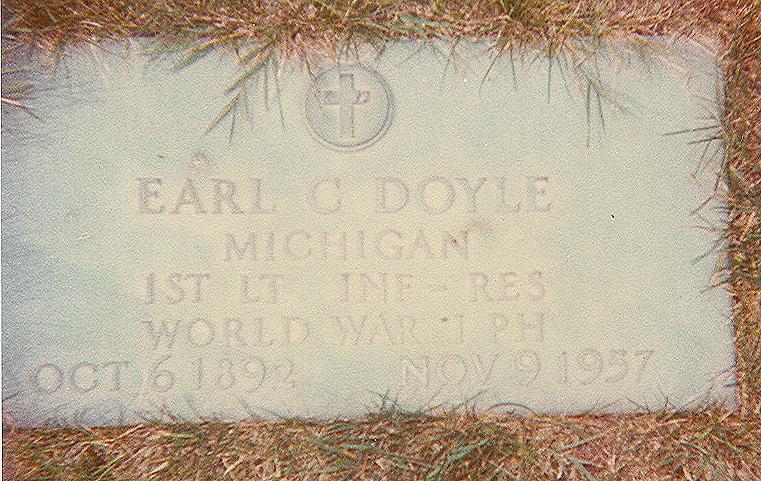 EARL C DOYLE
MICHIGAN
1ST LT INF - RES
WORLD WAR I PH
OCT 6 1892 NOV 9 1957